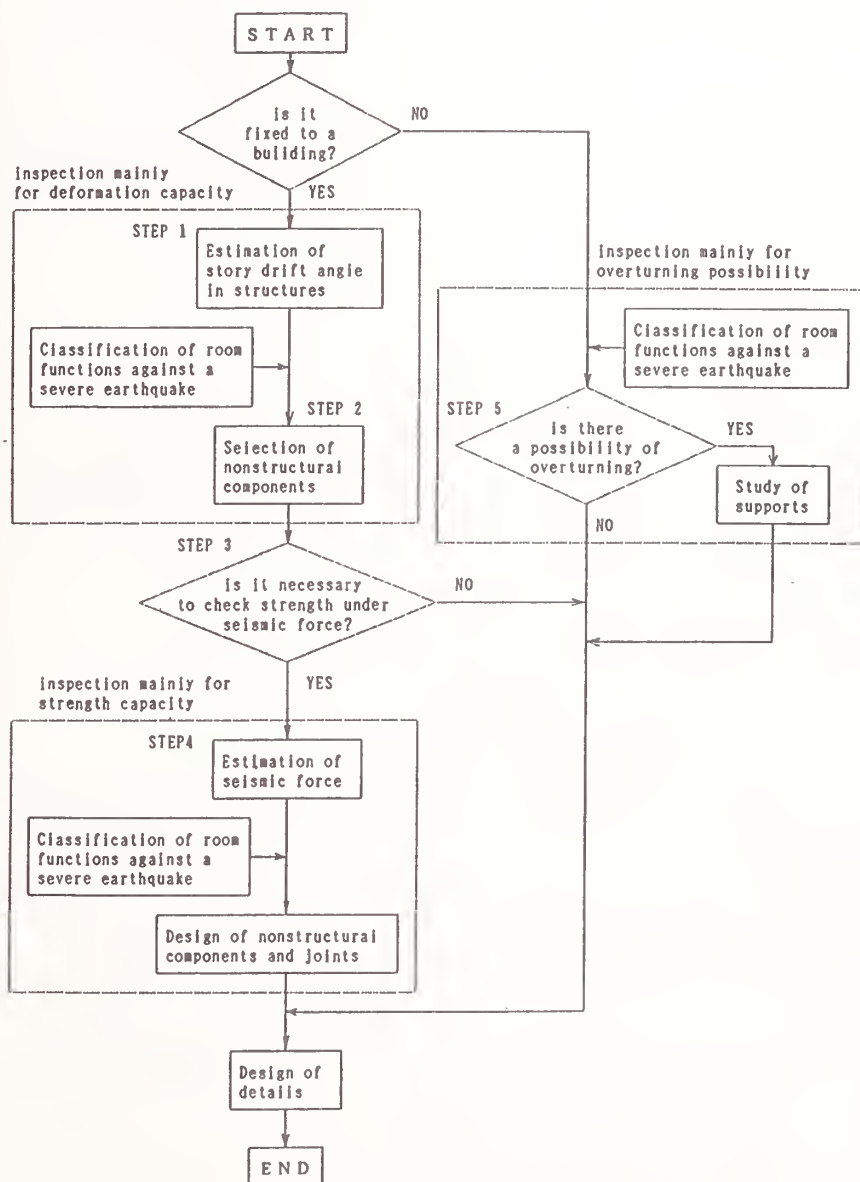 START
Is it
fixed to a
building?
NO
YES
Inspection mainly
for deformation capacity
STEP 1
Estimation of
story drift angle
in structures
Classification of room
functions against a
severe earthquake
STEP 2
Selection of
nonstructural
components
Inspection mainly for
overturning possibility
Classification of room
functions against a
severe earthquake
STEP 5
Is there
a possibility of
overturning?
YES
Study of
supports
NO
STEP 3
Is it necessary
to check strength under
seismic force?
NO
YES
Inspection mainly for
strength capacity
STEP4
Estimation of
seismic force
Classification of room
functions against a
severe earthquake
Design of nonstructural
components and joints
Design of
details
END